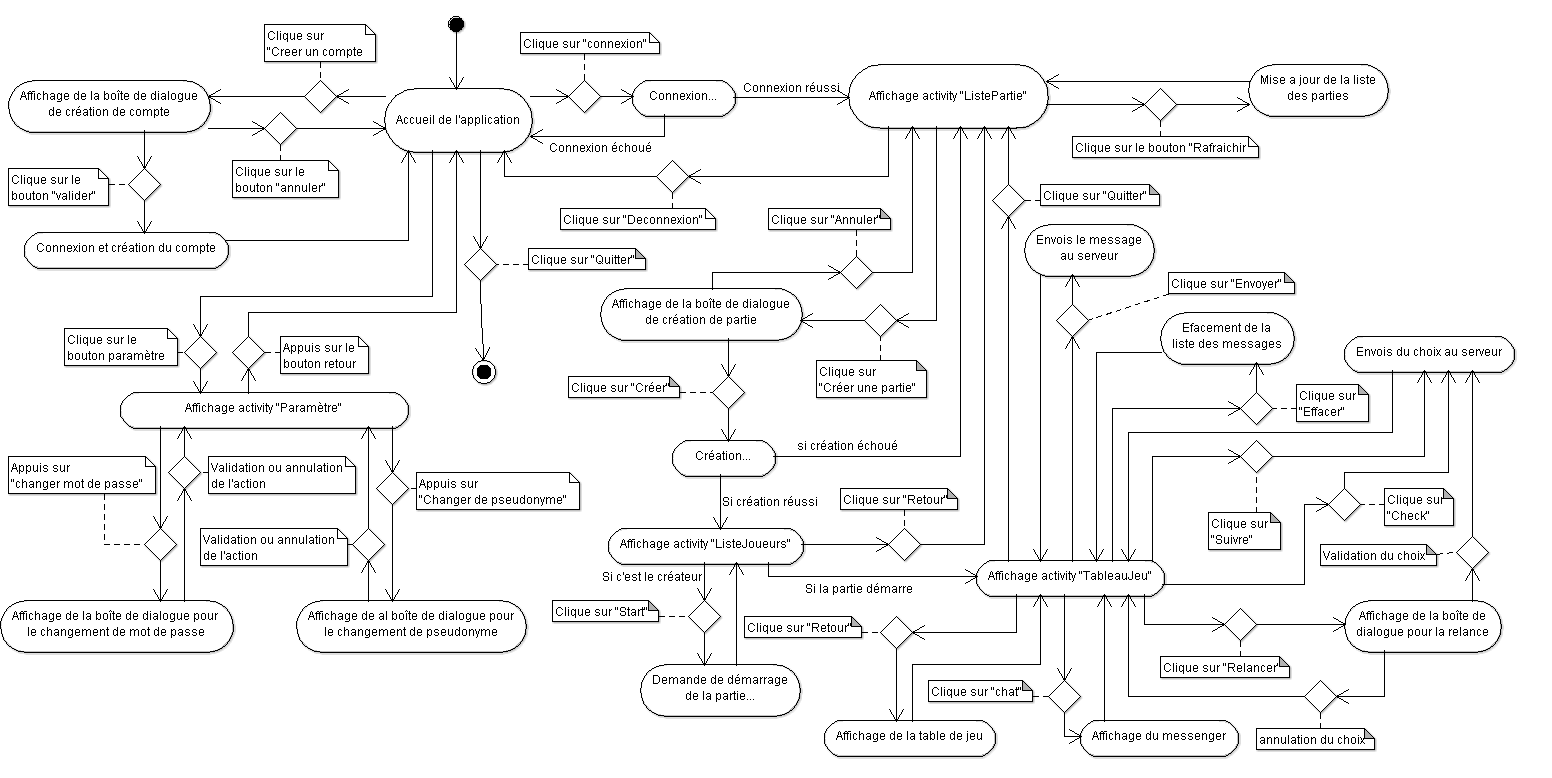 Clique sur
"Creer un compte
Clique sur "connexion"
Affichage de la boîte de dialogue
de création de compte
Accueil de l'application
Connexion...
Connexion réussi
Connexion échoué
Affichage activity "ListePartie"
Mise a jour de la liste
des parties
Clique sur le bouton "Rafraichir
Clique sur le
bouton "annuler"
Clique sur le
bouton "valider"
Connexion et création du compte
Clique sur "Deconnexion"
Clique sur "Annuler"
Clique sur "Quitter"
Clique sur "Quitter"
Envois le message
au serveur
Clique sur "Envoyer"
Affichage de la boîte de dialogue
de création de partie
Clique sur le
bouton paramètre
Appuis sur le
bouton retour
Clique sur
"Créer une partie"
Clique sur "Créer"
Efacement de la
liste des messages
Envois du choix au serveur
Clique sur
"Effacer"
Affichage activity "Paramètre"
Création...
si création échoué
Si création réussi
Appuis sur
"changer mot de passe"
Validation ou annulation
de l'action
Appuis sur
"Changer de pseudonyme"
Validation ou annulation
de l'action
Clique sur "Retour"
Clique sur
"Suivre"
Clique sur
"Check"
Validation du choix
Affichage activity "ListeJoueurs"
Si c'est le créateur
Si la partie démarre
Affichage activity "TableauJeu"
Clique sur "Start"
Clique sur "Retour"
Affichage de la boîte de dialogue pour
le changement de mot de passe
Affichage de al boîte de dialogue pour
le changement de pseudonyme
Affichage de la boîte de
dialogue pour la relance
Clique sur "Relancer"
Demande de démarrage
de la partie...
Clique sur "chat"
Affichage de la table de jeu
Affichage du messenger
annulation du choix